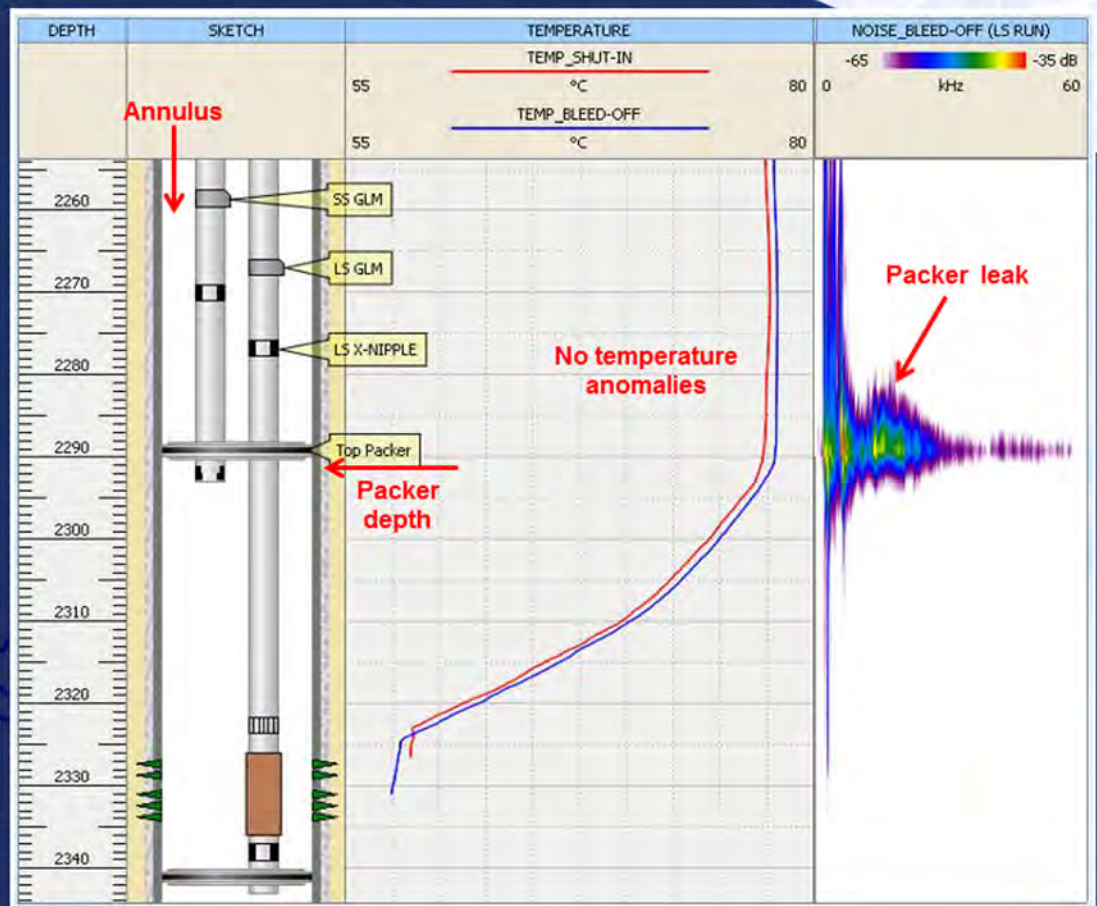 DEPTH
SKETCH
TEMPERATURE
NOISE_BLEED-OFF (LS RUN)
TEMP_SHUT-IN
55 °C 80
TEMP_BLEED-OFF
55 °C 80
-65 -35 dB
0 kHz 60
Annulus
2260
SS GLM
LS GLM
2270
Packer leak
LS X-NIPPLE
2280
No temperature
anomalies
2290
Top Packer
Packer
depth
2300
2310
2320
2330
2340